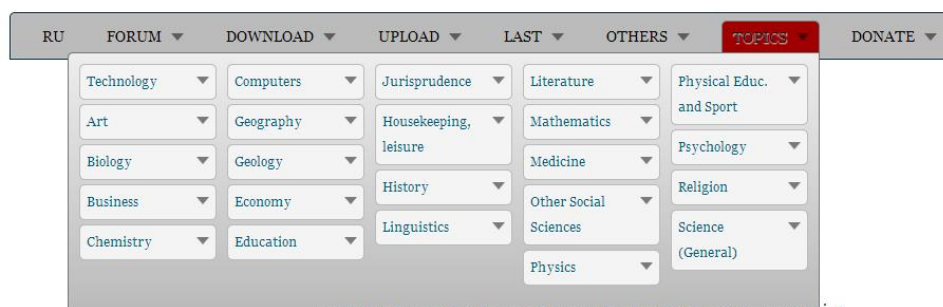 RU FORUM DOWNLOAD UPLOAD LAST OTHERS TOPICS DONATE
Technology
Art
Biology
Business
Chemistry
Computers
Geography
Geology
Economy
Education
Jurisprudence
Housekeeping,
leisure
History
Linguistics
Literature
Mathematics
Medicine
Other Social
Sciences
Physics
Physical Educ.
and Sport
Psychology
Religion
Science
(General)